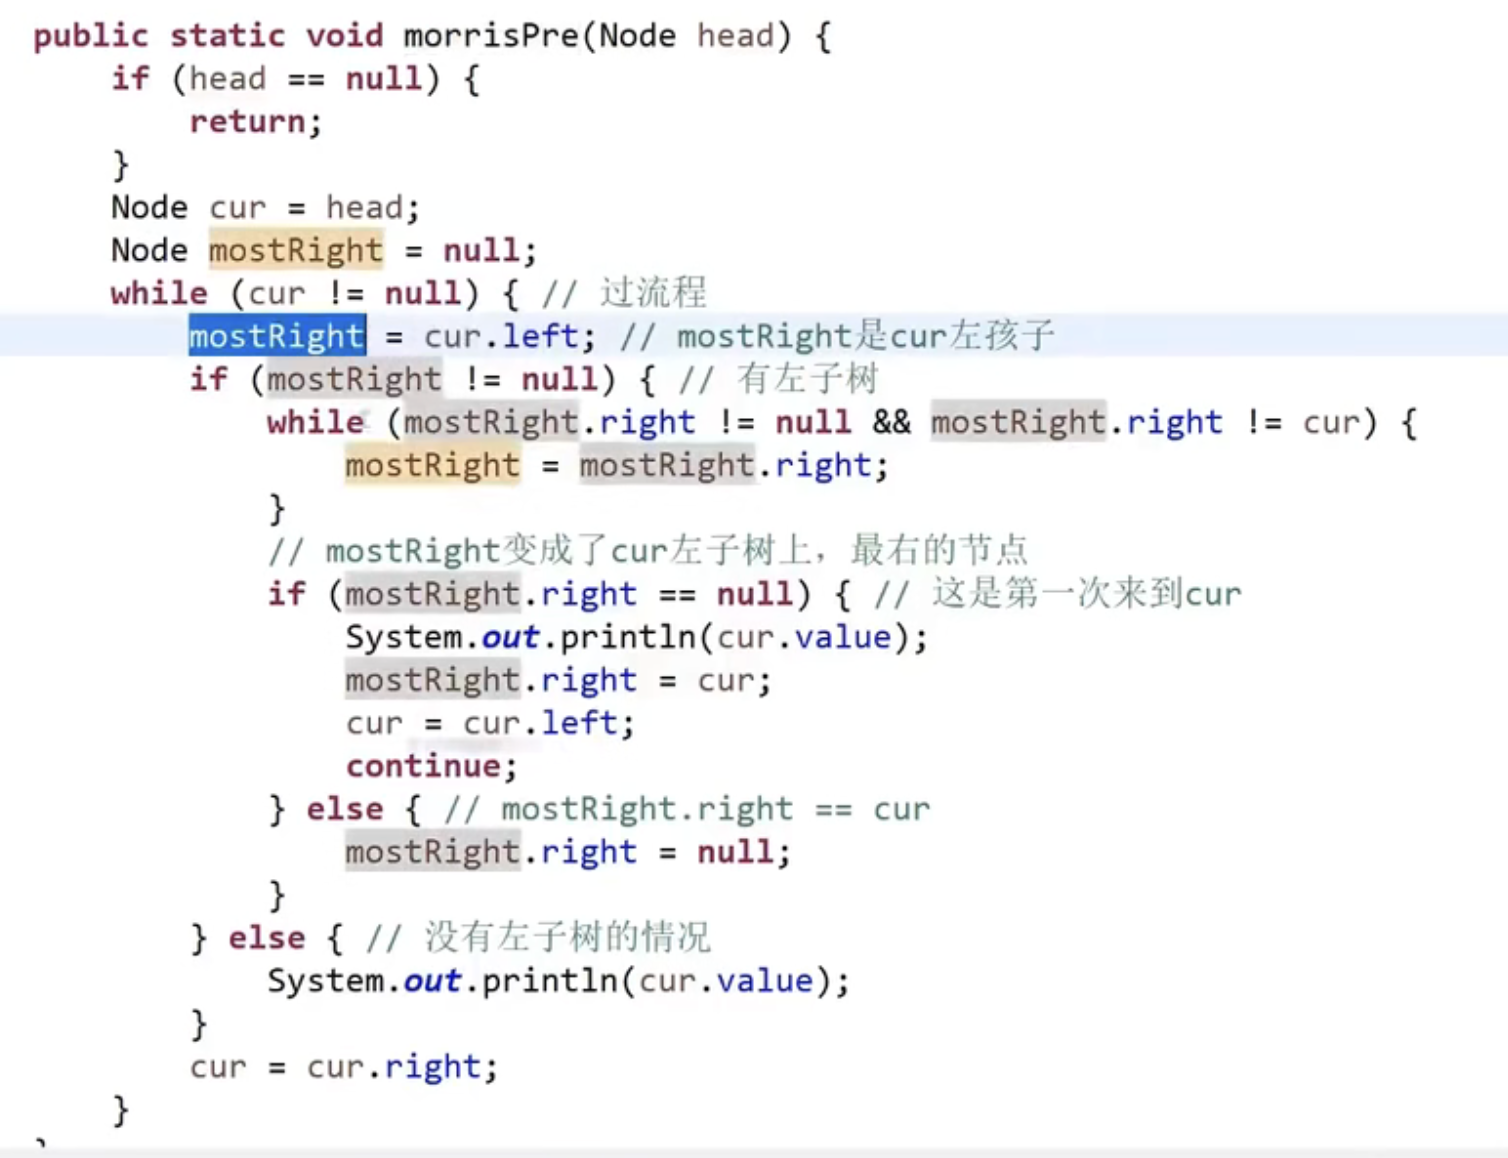 public static void morrisPre(Node head) {
if (head == null) {
return;
}
Node cur = head;
Node mostRight = null;
while (cur != null) { // 过流程
mostRight = cur.left; // mostRight是cur左孩子
if (mostRight != null) { // 有左子树
while (mostRight.right != null && mostRight.right != cur) {
mostRight = mostRight.right;
}
// mostRight变成了cur左子树上，最右的节点
if (mostRight.right == null) { // 这是第一次来到cur
System.out.println(cur.value);
mostRight.right = cur;
cur = cur.left;
continue;
} else { // mostRight.right == cur
mostRight.right = null;
}
} else { // 没有左子树的情况
System.out.println(cur.value);
}
cur = cur.right;
}